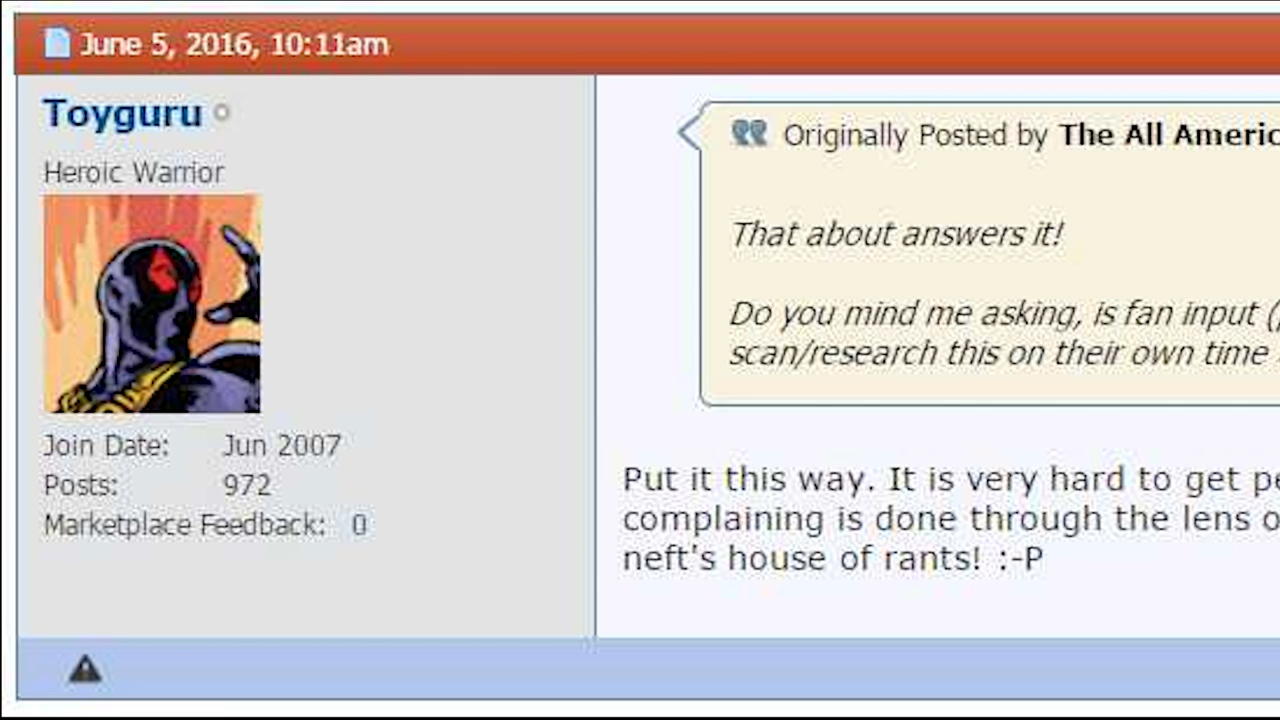 June 5, 2016, 10:11am
Toyguru
Heroic Warrior
Join Date: Jun 2007
Posts: 972
Marketplace Feedback: 0
Originally Posted by The All Americ
That about answers it!
Do you mind me asking, is fan input (
scan/research this on their own time
Put it this way. It is very hard to get pe
complaining is done through the lens o
neft's house of rants! :-P